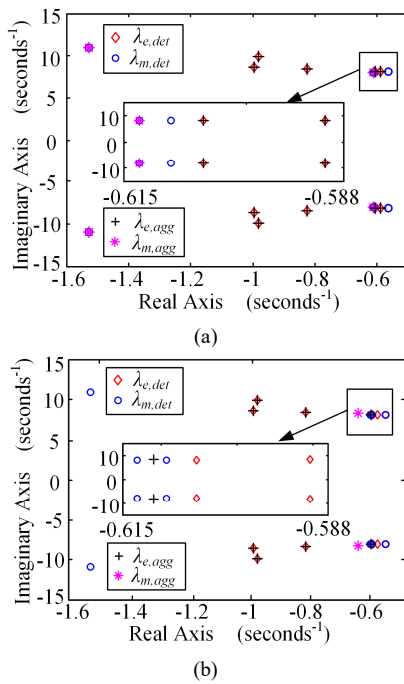 15
10
5
0
-5
-10
-15
Imaginary Axis (seconds⁻¹)
λe,det
λm,det
10
0
-10
-0.615
-0.588
λe,agg
λm,agg
-1.6
-1.4
-1.2
-1
-0.8
-0.6
Real Axis (seconds⁻¹)
(a)
15
10
5
0
-5
-10
-15
Imaginary Axis (seconds⁻¹)
λe,det
λm,det
10
0
-10
-0.615
-0.588
λe,agg
λm,agg
-1.6
-1.4
-1.2
-1
-0.8
-0.6
Real Axis (seconds⁻¹)
(b)